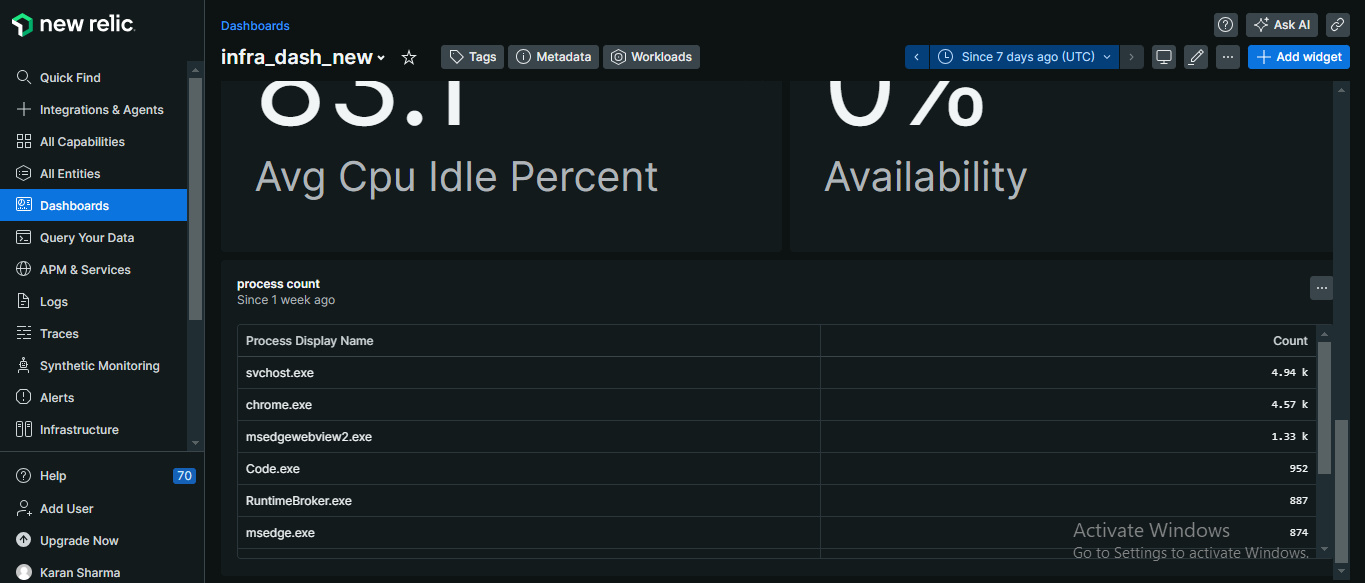 new relic.
Quick Find
Integrations & Agents
All Capabilities
All Entities
Dashboards
Query Your Data
APM & Services
Logs
Traces
Synthetic Monitoring
Alerts
Infrastructure
Help 70
Add User
Upgrade Now
Karan Sharma
Dashboards
Ask AI
infra_dash_new
Tags
Metadata
Workloads
Since 7 days ago (UTC)
Add widget
83.1
Avg Cpu Idle Percent
0%
Availability
process count
Since 1 week ago
Process Display Name Count
svchost.exe 4.94 k
chrome.exe 4.57 k
msedgewebview2.exe 1.33 k
Code.exe 952
RuntimeBroker.exe 887
msedge.exe 874
Activate Windows
Go to Settings to activate Windows.